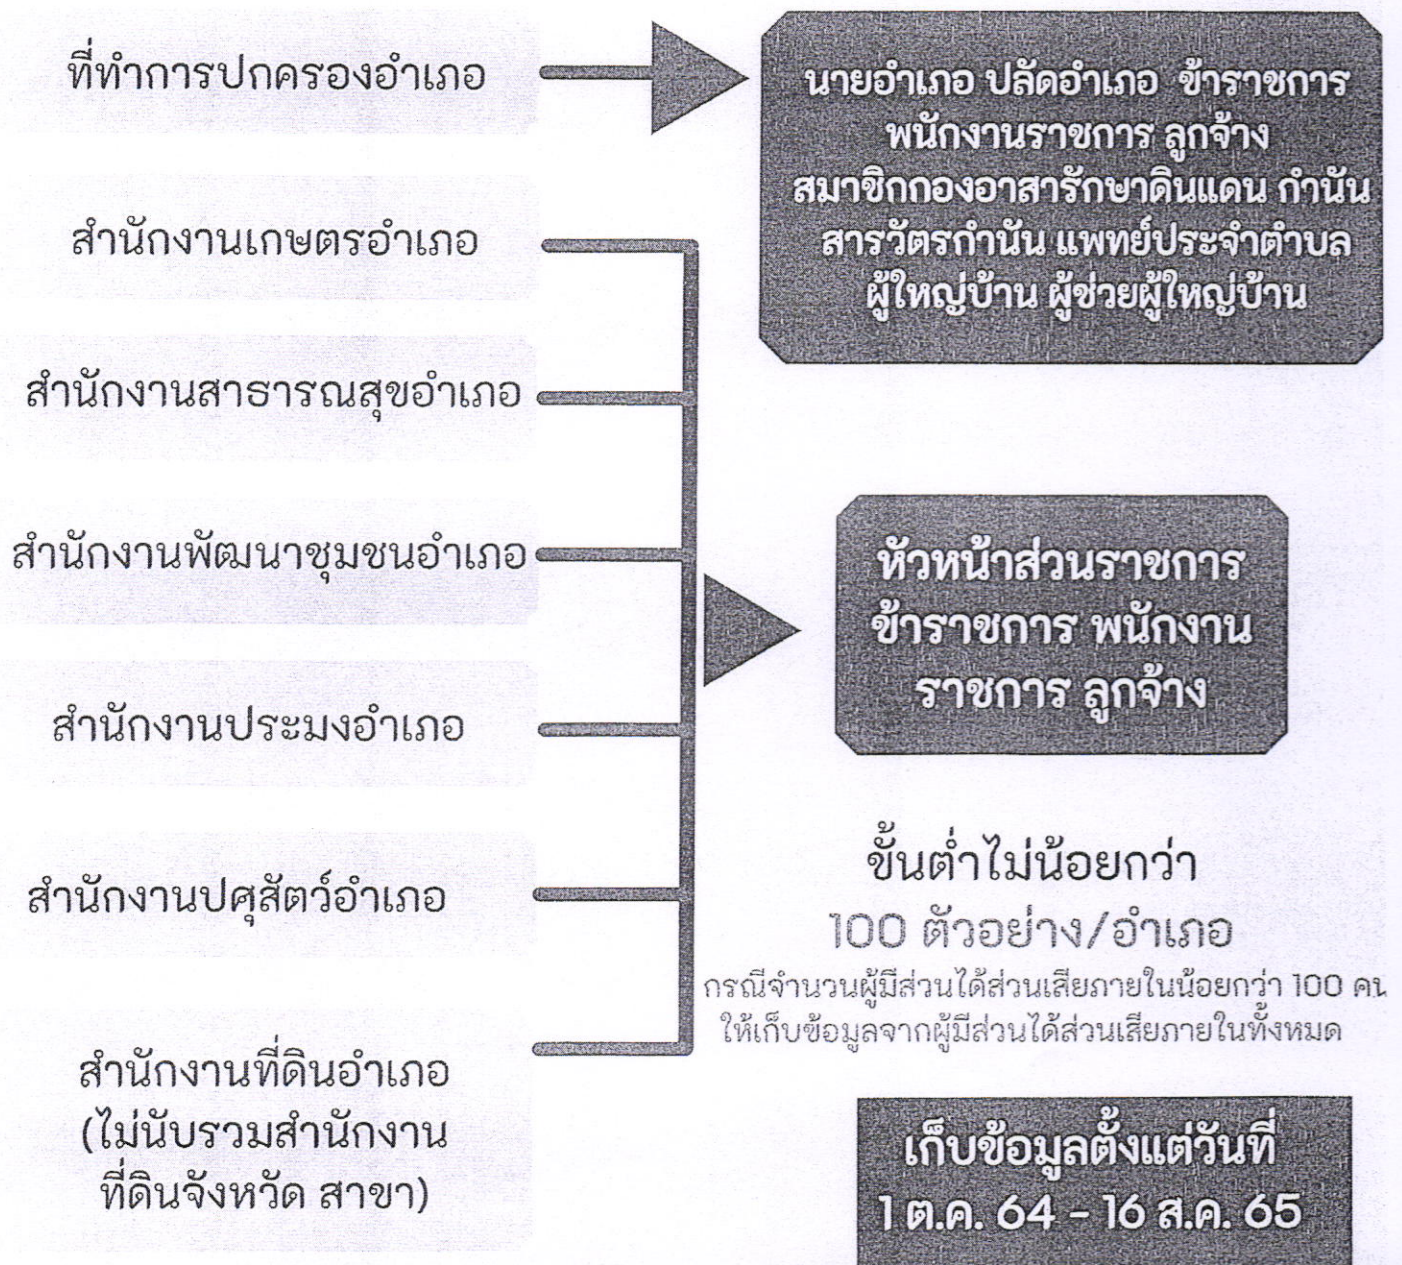 ที่ทำการปกครองอำเภอ
นายอำเภอ ปลัดอำเภอ ข้าราชการ
พนักงานราชการ ลูกจ้าง
สมาชิกกองอาสารักษาดินแดน กำนัน
สารวัตรกำนัน แพทย์ประจำตำบล
ผู้ใหญ่บ้าน ผู้ช่วยผู้ใหญ่บ้าน
สำนักงานเกษตรอำเภอ
สำนักงานสาธารณสุขอำเภอ
สำนักงานพัฒนาชุมชนอำเภอ
สำนักงานประมงอำเภอ
สำนักงานปศุสัตว์อำเภอ
สำนักงานที่ดินอำเภอ
(ไม่นับรวมสำนักงาน
ที่ดินจังหวัด สาขา)
หัวหน้าส่วนราชการ
ข้าราชการ พนักงาน
ราชการ ลูกจ้าง
ขั้นต่ำไม่น้อยกว่า
100 ตัวอย่าง/อำเภอ
กรณีจำนวนผู้มีส่วนได้ส่วนเสียภายในน้อยกว่า 100 คน
ให้เก็บข้อมูลจากผู้มีส่วนได้ส่วนเสียภายในทั้งหมด
เก็บข้อมูลตั้งแต่วันที่
1 ต.ค. 64 - 16 ส.ค. 65